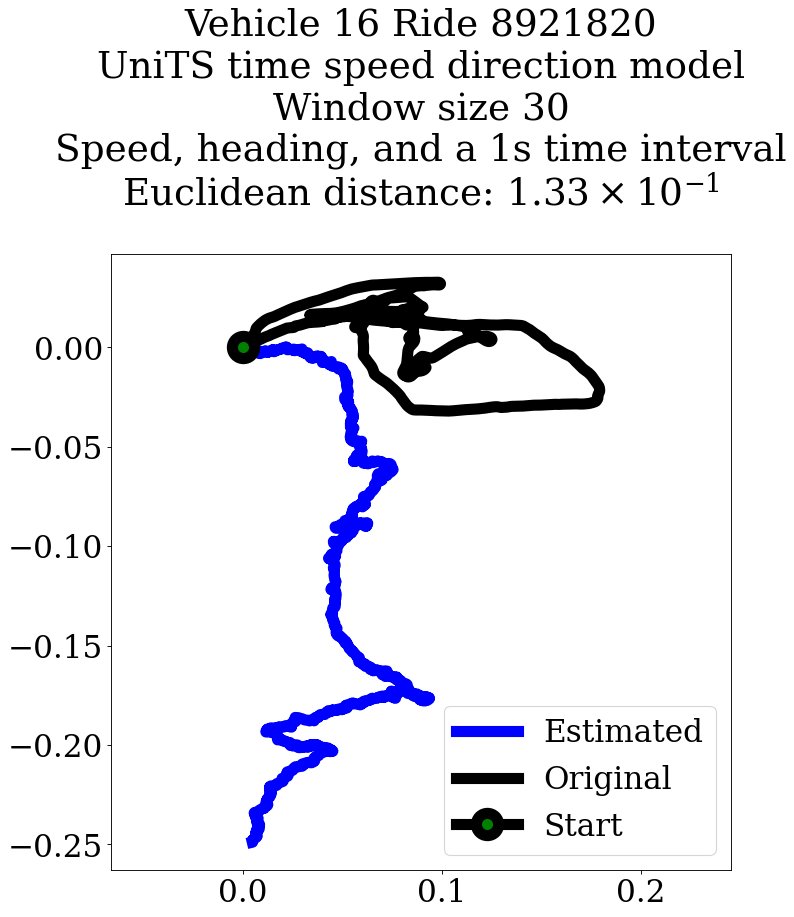 Vehicle 16 Ride 8921820
UniTS time speed direction model
Window size 30
Speed, heading, and a 1s time interval
Euclidean distance: 1.33 × 10⁻¹
0.00
−0.05
−0.10
−0.15
−0.20
−0.25
0.0
0.1
0.2
Estimated
Original
Start